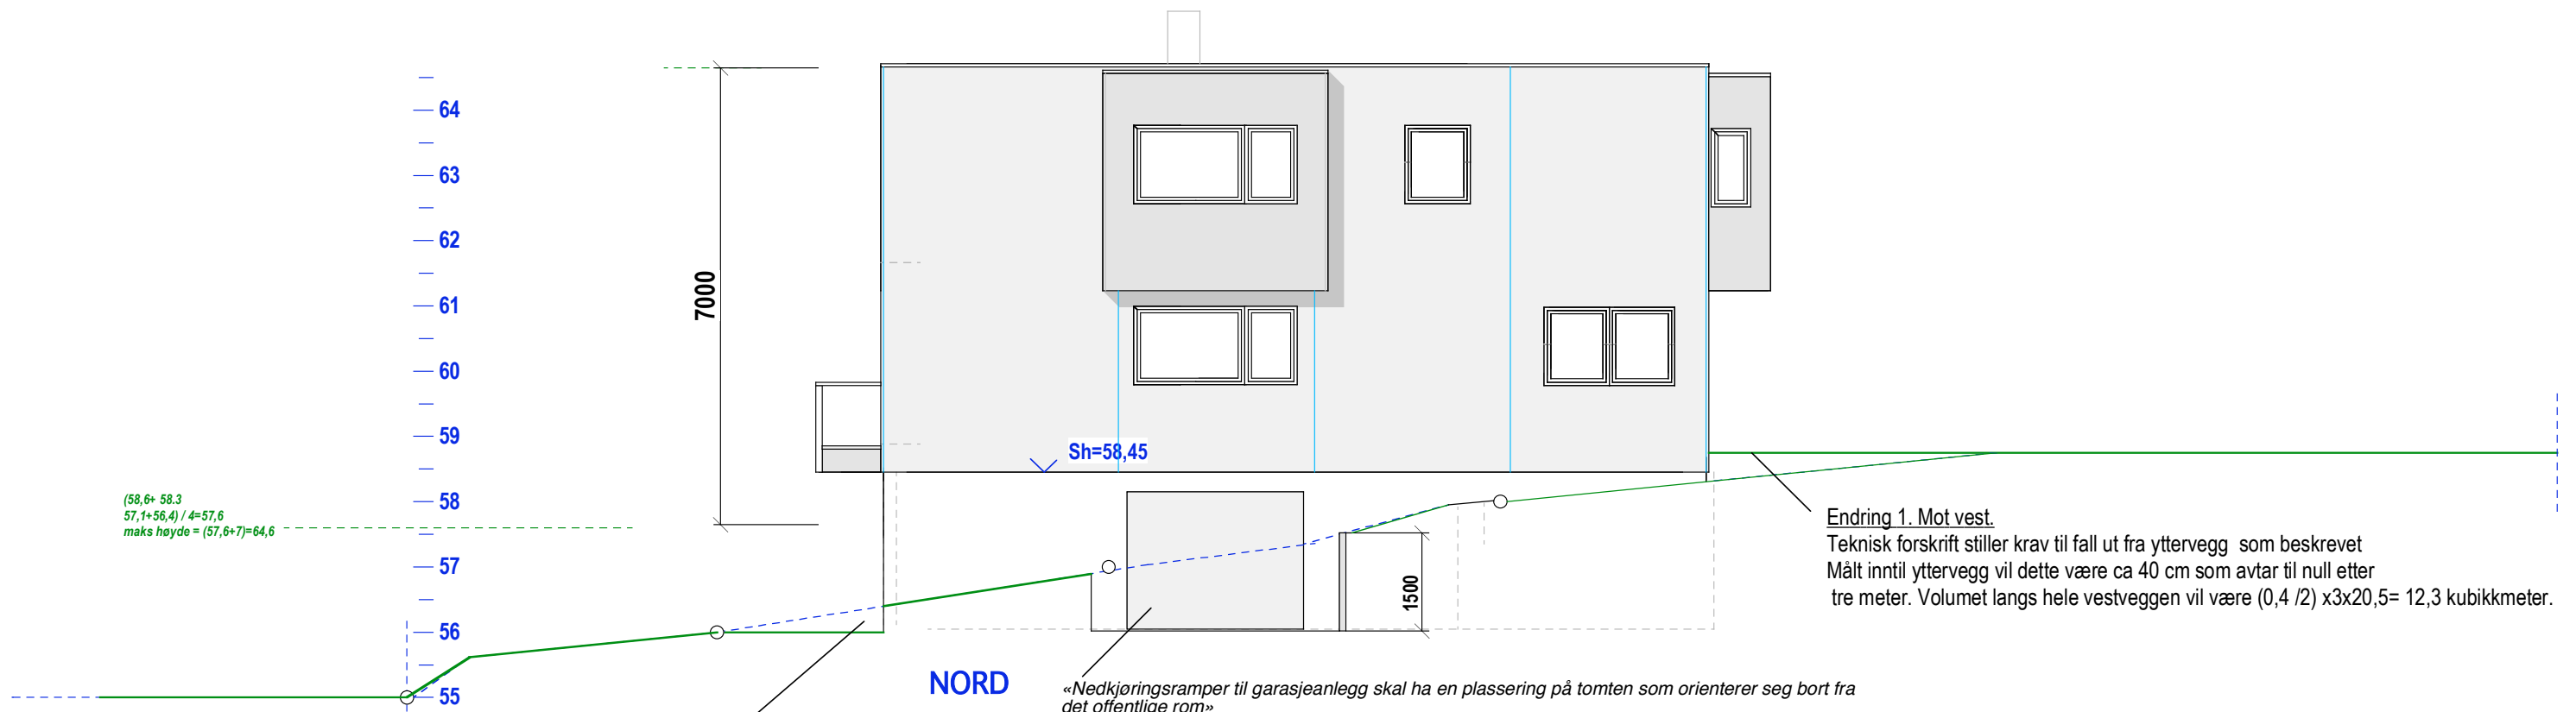 64
63
62
61
60
59
58
57
56
55
7000
(58,6+ 58.3
57,1+56,4) / 4=57,6
maks høyde = (57,6+7)=64,6
Sh=58,45
1500
Endring 1. Mot vest.
Teknisk forskrift stiller krav til fall ut fra yttervegg som beskrevet
Målt inntil yttervegg vil dette være ca 40 cm som avtar til null etter
tre meter. Volumet langs hele vestveggen vil være (0,4 /2) x3x20,5= 12,3 kubikkmeter.
NORD
«Nedkjøringsramper til garasjeanlegg skal ha en plassering på tomten som orienterer seg bort fra
det offentlige rom»